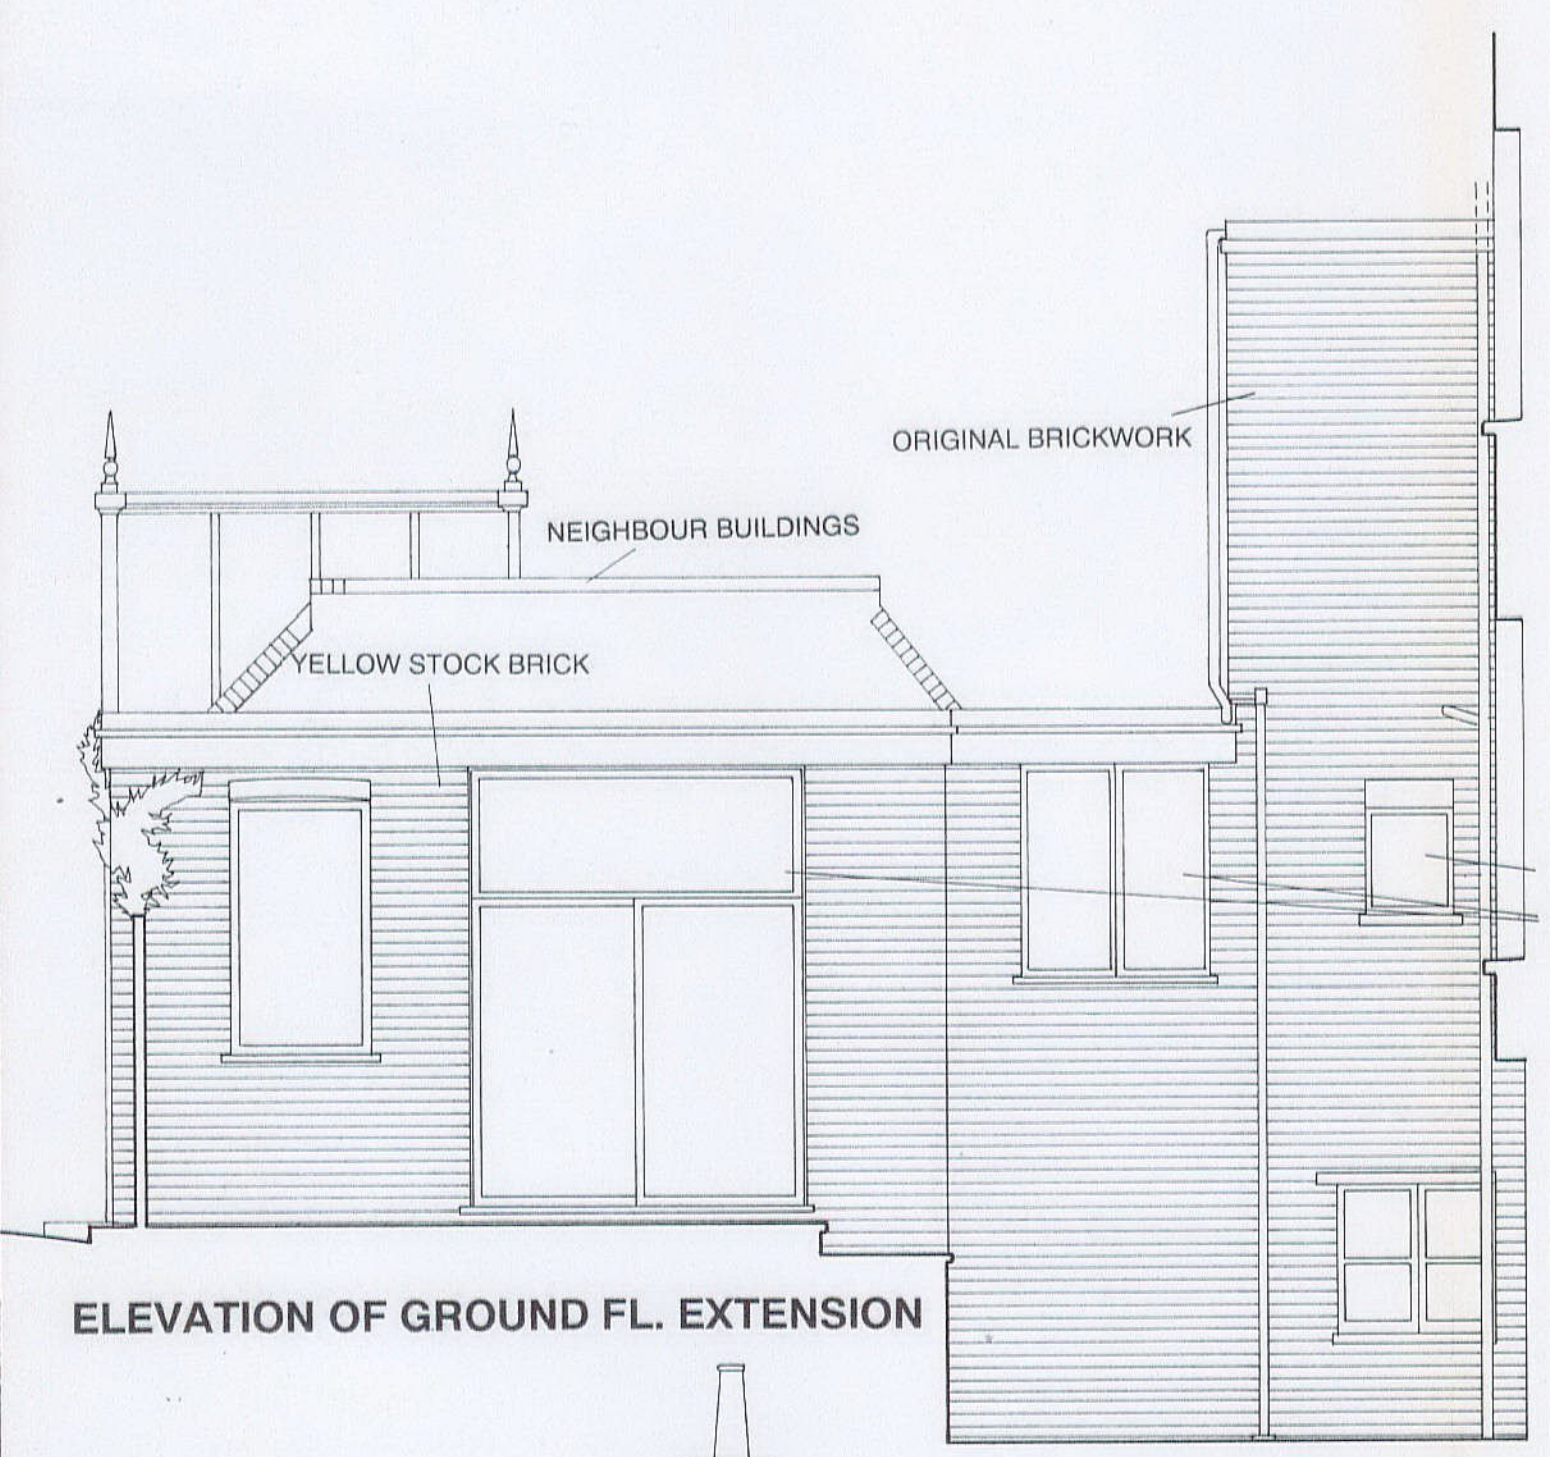 ORIGINAL BRICKWORK
NEIGHBOUR BUILDINGS
YELLOW STOCK BRICK
ELEVATION OF GROUND FL. EXTENSION